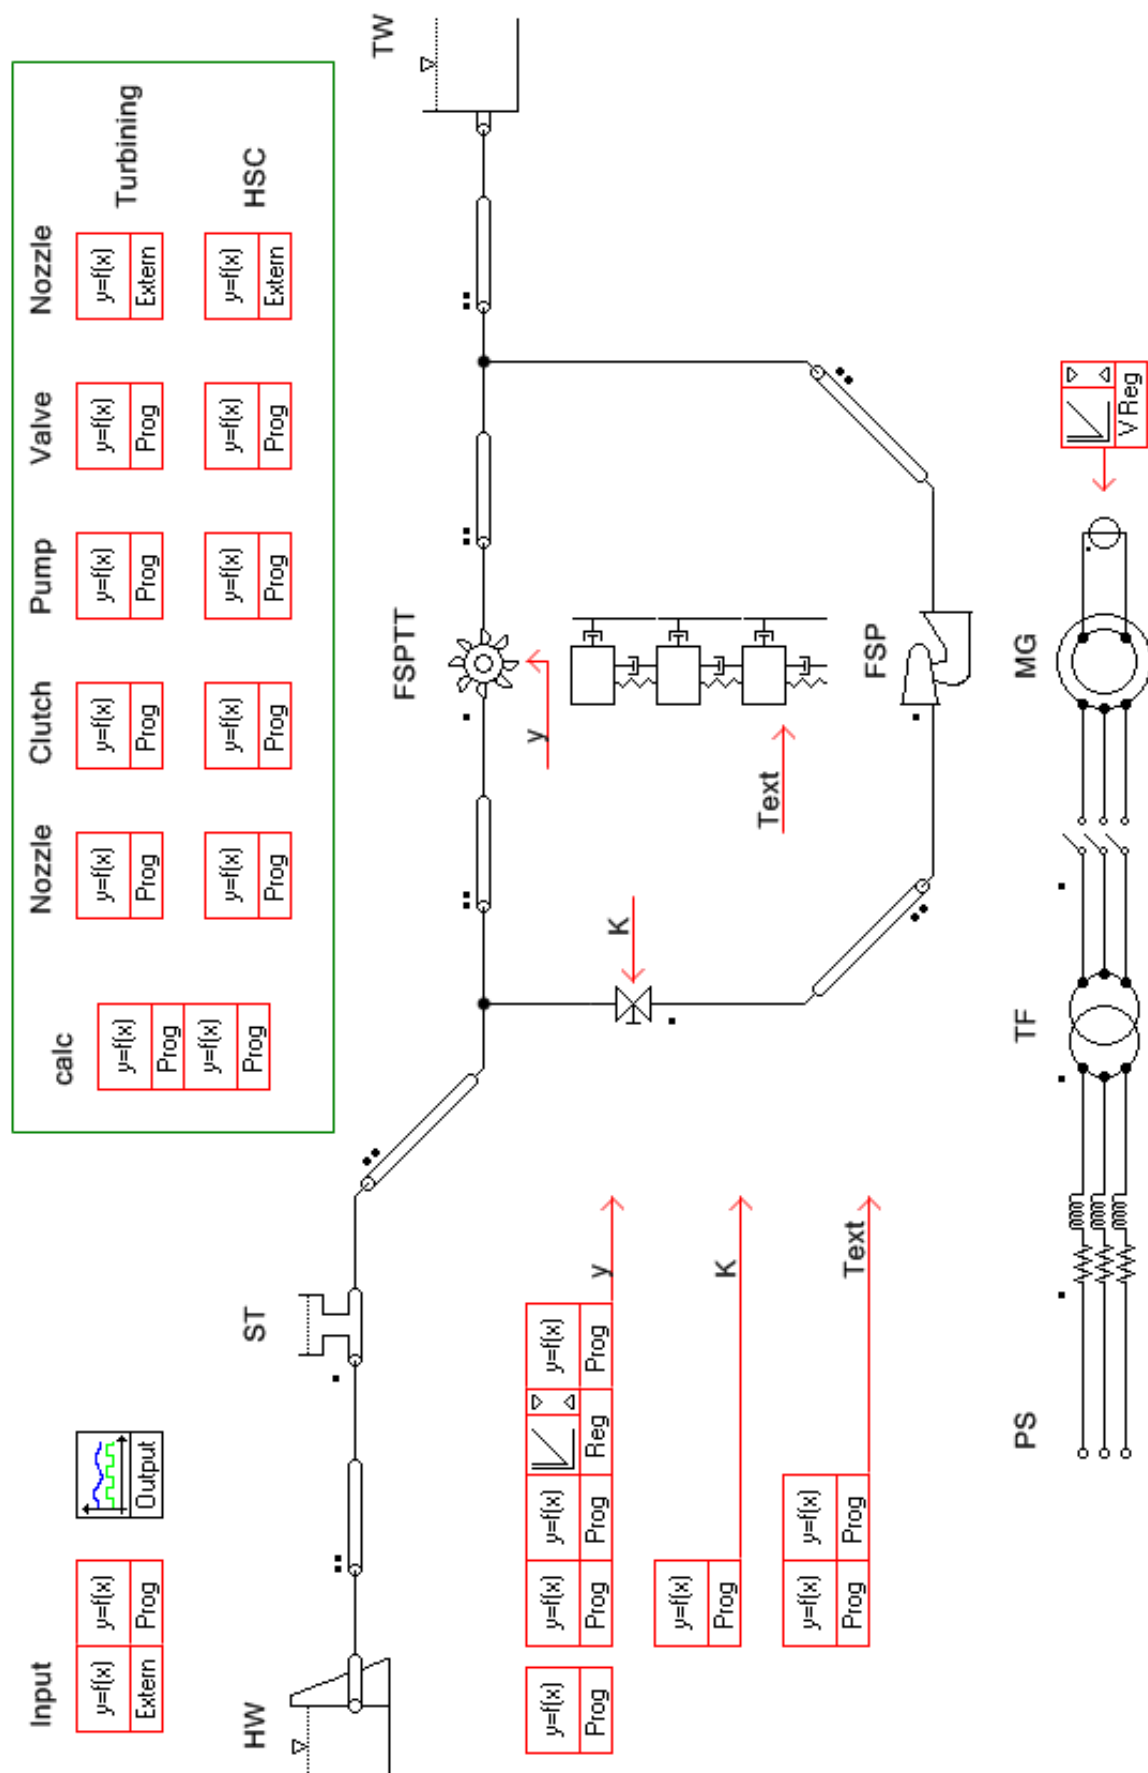 Input calc Nozzle Clutch Pump Valve Nozzle
y=f(x) y=f(x) y=f(x) y=f(x) y=f(x) y=f(x) y=f(x) y=f(x) Turbining
Extern Prog Output Prog Prog Prog Prog Prog Extern
y=f(x) y=f(x) y=f(x) y=f(x) y=f(x) y=f(x) HSC
Prog Prog Prog Prog Prog Extern
HW ST
TW
FSPTT
y
y=f(x) y=f(x) y=f(x) y=f(x)
Prog Prog Prog Reg Prog y
K
y=f(x)
Prog K
Text
y=f(x) y=f(x)
Prog Prog Text
FSP
PS TF MG
V Reg